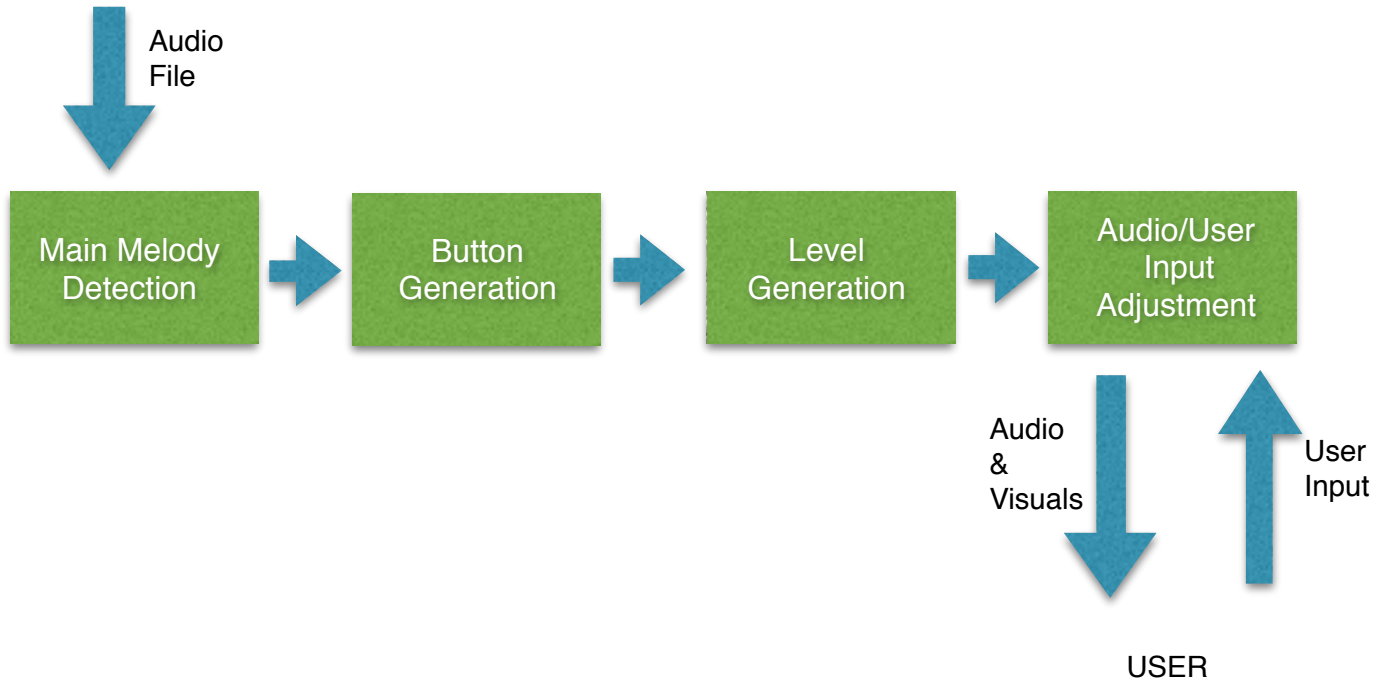 Audio
File
Main Melody
Detection
Button
Generation
Level
Generation
Audio/User
Input
Adjustment
Audio
&
Visuals
User
Input
USER